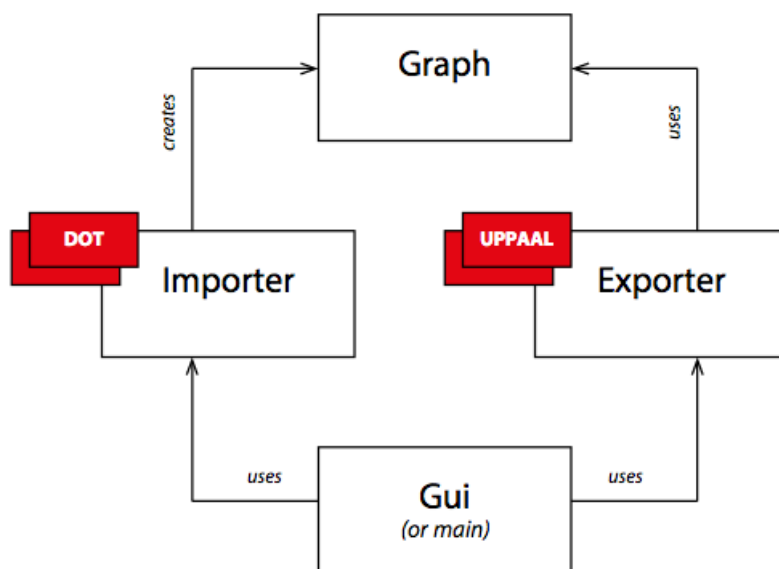 Graph
creates
uses
DOT
Importer
UPPAAL
Exporter
uses
Gui
(or main)
uses